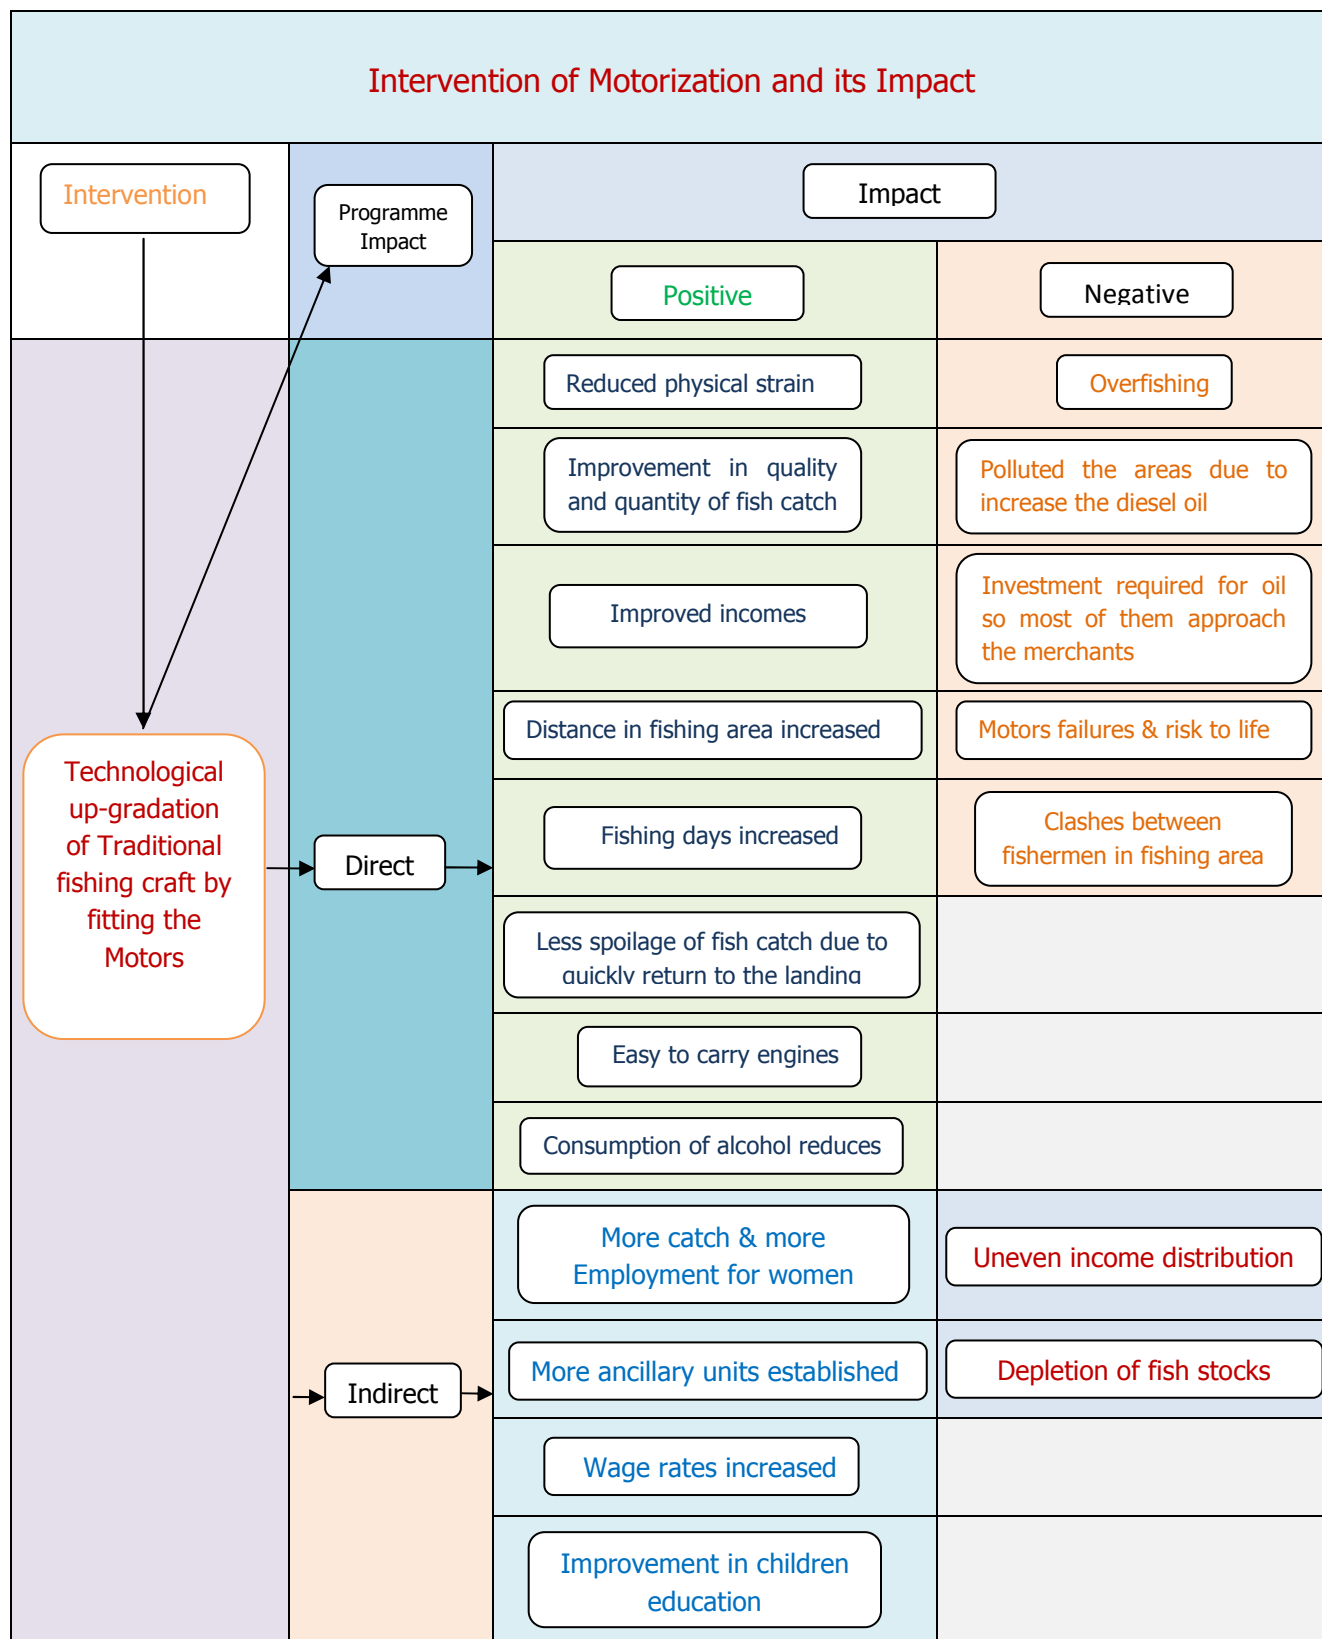 Intervention of Motorization and its Impact
Intervention
Programme
Impact
Impact
Positive
Negative
Reduced physical strain
Overfishing
Improvement in quality
and quantity of fish catch
Polluted the areas due to
increase the diesel oil
Improved incomes
Investment required for oil
so most of them approach
the merchants
Distance in fishing area increased
Motors failures & risk to life
Technological
up-gradation
of Traditional
fishing craft by
fitting the
Motors
Direct
Fishing days increased
Clashes between
fishermen in fishing area
Less spoilage of fish catch due to
quickly return to the landing
Easy to carry engines
Consumption of alcohol reduces
Indirect
More catch & more
Employment for women
Uneven income distribution
More ancillary units established
Depletion of fish stocks
Wage rates increased
Improvement in children
education